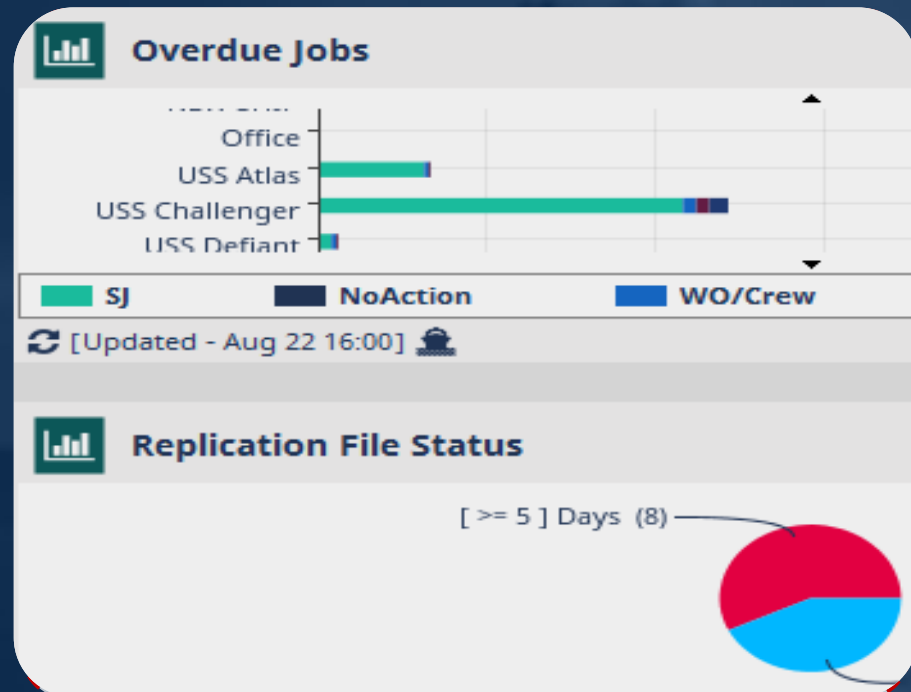 Overdue Jobs
Office
USS Atlas
USS Challenger
USS Defiant
SJ NoAction WO/Crew
[Updated - Aug 22 16:00]
Replication File Status
[ >= 5 ] Days (8)